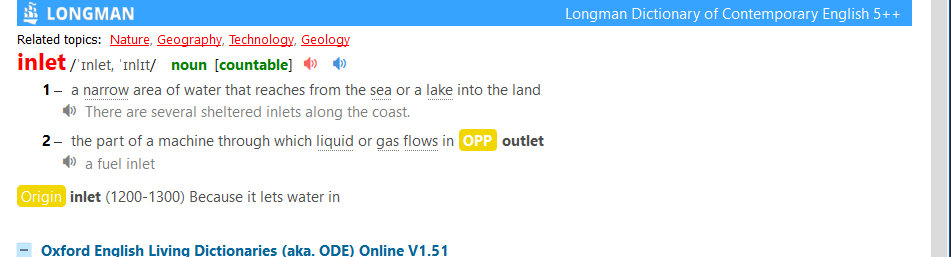 LONGMAN Longman Dictionary of Contemporary English 5++
Related topics: Nature, Geography, Technology, Geology
inlet /ˈɪnlet, ˈɪnlɪt/ noun [countable]
1 – a narrow area of water that reaches from the sea or a lake into the land
There are several sheltered inlets along the coast.
2 – the part of a machine through which liquid or gas flows in OPP outlet
a fuel inlet
Origin inlet (1200-1300) Because it lets water in
Oxford English Living Dictionaries (aka. ODE) Online V1.51